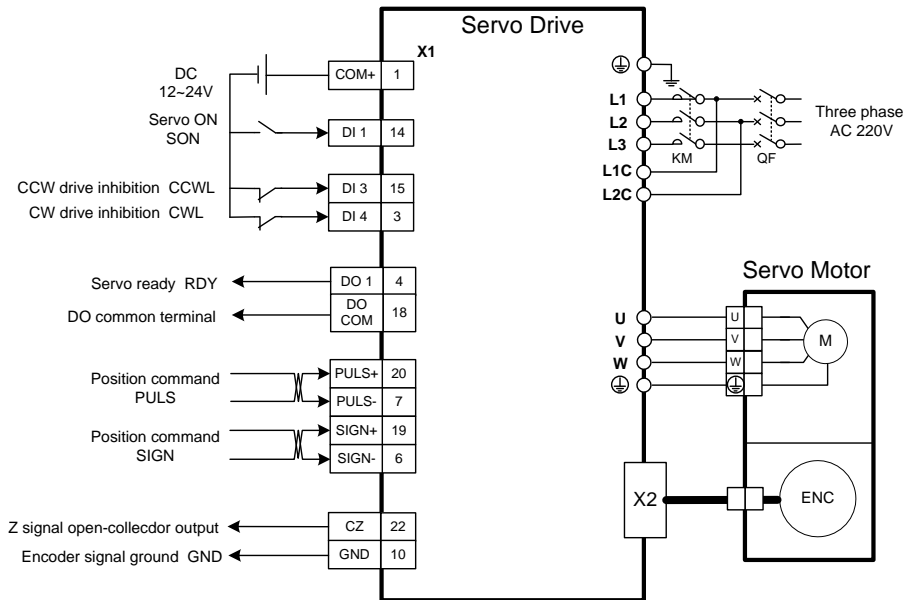 Servo Drive
X1
DC
12~24V
COM+ 1
Servo ON
SON
DI 1 14
CCW drive inhibition CCWL
DI 3 15
CW drive inhibition CWL
DI 4 3
Servo ready RDY
DO 1 4
DO common terminal
DO
COM
18
Position command
PULS
PULS+ 20
PULS- 7
Position command
SIGN
SIGN+ 19
SIGN- 6
Z signal open-collecdor output
CZ 22
Encoder signal ground GND
GND 10
L1
L2
L3
L1C
L2C
KM
QF
Three phase
AC 220V
Servo Motor
U
V
W
U
V
W
M
X2
ENC